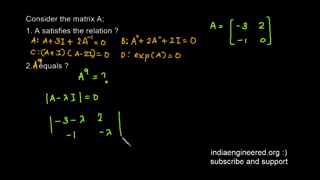 Consider the matrix A;
1. A satisfies the relation ?
A: A+3I+2A⁻¹=0 B: A²+2A+2I=0
C: (A+I)(A-2I)=0 D: exp(A)=0
2. A⁹ equals ?
A⁹ = ?
|A-λI|=0
| -3-λ 2 |
| -1 -λ |
A = [ -3 2 ]
[ -1 0 ]
indiaengineered.org :)
subscribe and support